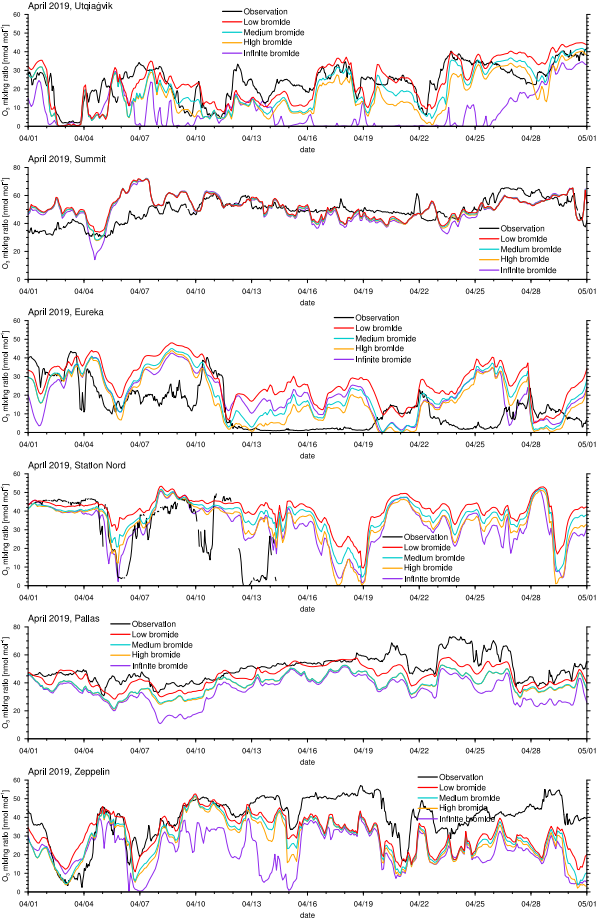 April 2019, Utqiaġvik
Observation
Low bromide
Medium bromide
High bromide
Infinite bromide
O3 mixing ratio [nmol mol-1]
60
50
40
30
20
10
0
04/01 04/04 04/07 04/10 04/13 04/16 04/19 04/22 04/25 04/28 05/01
date
April 2019, Summit
Observation
Low bromide
Medium bromide
High bromide
Infinite bromide
O3 mixing ratio [nmol mol-1]
80
60
40
20
0
04/01 04/04 04/07 04/10 04/13 04/16 04/19 04/22 04/25 04/28 05/01
date
April 2019, Eureka
Observation
Low bromide
Medium bromide
High bromide
Infinite bromide
O3 mixing ratio [nmol mol-1]
60
50
40
30
20
10
0
04/01 04/04 04/07 04/10 04/13 04/16 04/19 04/22 04/25 04/28 05/01
date
April 2019, Station Nord
Observation
Low bromide
Medium bromide
High bromide
Infinite bromide
O3 mixing ratio [nmol mol-1]
60
50
40
30
20
10
0
04/01 04/04 04/07 04/10 04/13 04/16 04/19 04/22 04/25 04/28 05/01
date
April 2019, Pallas
Observation
Low bromide
Medium bromide
High bromide
Infinite bromide
O3 mixing ratio [nmol mol-1]
80
60
40
20
0
04/01 04/04 04/07 04/10 04/13 04/16 04/19 04/22 04/25 04/28 05/01
date
April 2019, Zeppelin
Observation
Low bromide
Medium bromide
High bromide
Infinite bromide
O3 mixing ratio [nmol mol-1]
60
50
40
30
20
10
0
04/01 04/04 04/07 04/10 04/13 04/16 04/19 04/22 04/25 04/28 05/01
date